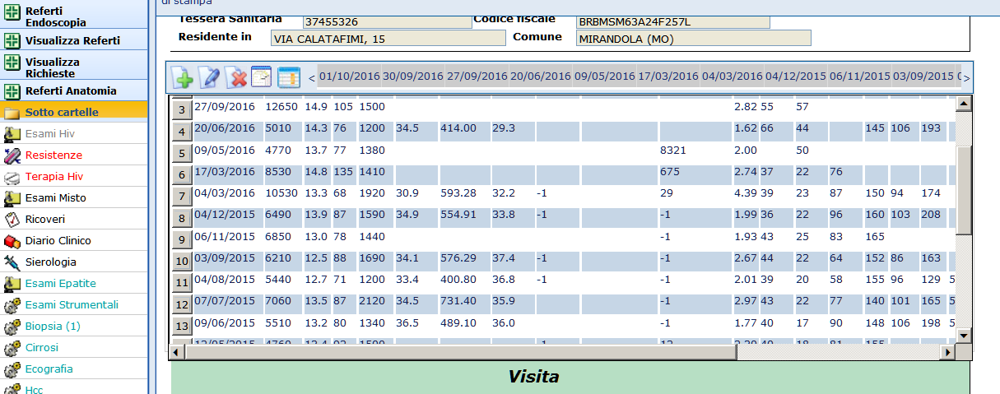 Referti
Endoscopia
Visualizza Referti
Visualizza
Richieste
Referti Anatomia
Sotto cartelle
Esami Hiv
Resistenze
Terapia Hiv
Esami Misto
Ricoveri
Diario Clinico
Sierologia
Esami Epatite
Esami Strumentali
Biopsia (1)
Cirrosi
Ecografia
Hcc
di stampa
Tessera Sanitaria 37455326 Codice fiscale BRBMSM63A24F257L
Residente in VIA CALATAFIMI, 15 Comune MIRANDOLA (MO)
< 01/10/2016 30/09/2016 27/09/2016 20/06/2016 09/05/2016 17/03/2016 04/03/2016 04/12/2015 06/11/2015 03/09/2015 >
3 27/09/2016 12650 14.9 105 1500 2.82 55 57
4 20/06/2016 5010 14.3 76 1200 34.5 414.00 29.3 1.62 66 44 145 106 193
5 09/05/2016 4770 13.7 77 1380 8321 2.00 50
6 17/03/2016 8530 14.8 135 1410 675 2.74 37 22 76
7 04/03/2016 10530 13.3 68 1920 30.9 593.28 32.2 -1 29 4.39 39 23 87 150 94 174
8 04/12/2015 6490 13.9 87 1590 34.9 554.91 33.8 -1 -1 1.99 36 22 96 160 103 208
9 06/11/2015 6850 13.0 78 1440 -1 1.93 43 25 83 165
10 03/09/2015 6210 12.5 88 1690 34.1 576.29 37.4 -1 -1 2.67 44 22 64 152 86 163
11 04/08/2015 5440 12.7 71 1200 33.4 400.80 36.8 -1 -1 2.01 39 20 58 155 96 129 5
12 07/07/2015 7060 13.5 87 2120 34.5 731.40 35.9 -1 2.97 43 22 77 140 101 165 5
13 09/06/2015 5510 13.2 80 1340 36.5 489.10 36.0 -1 1.77 40 17 90 148 106 198 5
Visita